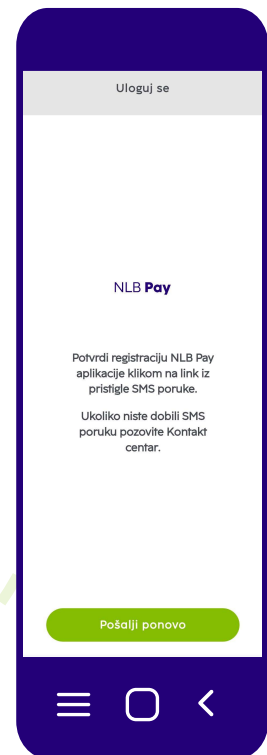 Uloguj se
NLB Pay
Potvrdi registraciju NLB Pay
aplikacije klikom na link iz
pristigle SMS poruke.
Ukoliko niste dobili SMS
poruku pozovite Kontakt
centar.
Pošalji ponovo